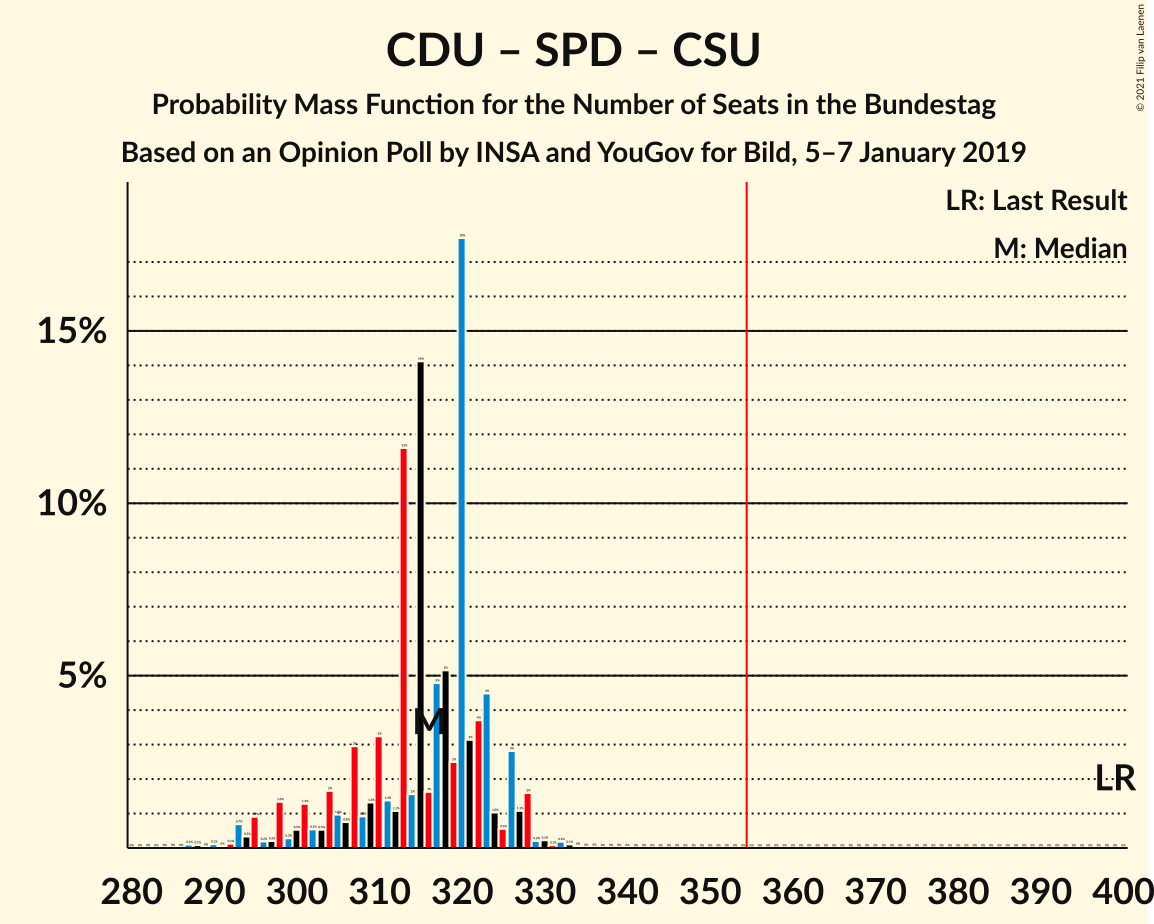 CDU – SPD – CSU
Probability Mass Function for the Number of Seats in the Bundestag
Based on an Opinion Poll by INSA and YouGov for Bild, 5–7 January 2019
© 2021 Filip van Laenen
LR: Last Result
M: Median
15%
10%
5%
M
LR
280 290 300 310 320 330 340 350 360 370 380 390 400